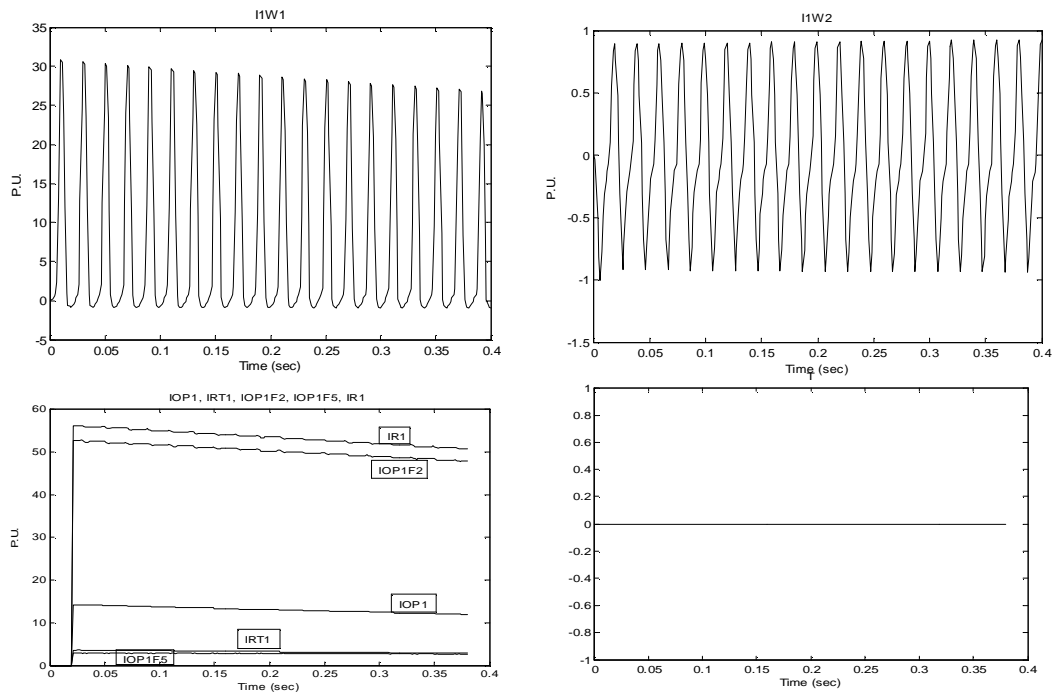 I1W1
35
30
25
20
15
10
5
0
-5
P.U.
0 0.05 0.1 0.15 0.2 0.25 0.3 0.35 0.4
Time (sec)
I1W2
1
0.5
0
-0.5
-1
-1.5
P.U.
0 0.05 0.1 0.15 0.2 0.25 0.3 0.35 0.4
Time (sec)
IOP1, IRT1, IOP1F2, IOP1F5, IR1
60
50
40
30
20
10
0
P.U.
IR1
IOP1F2
IOP1
IRT1
IOP1F5
0 0.05 0.1 0.15 0.2 0.25 0.3 0.35 0.4
Time (sec)
T
1
0.8
0.6
0.4
0.2
0
-0.2
-0.4
-0.6
-0.8
-1
0 0.05 0.1 0.15 0.2 0.25 0.3 0.35 0.4
Time (sec)